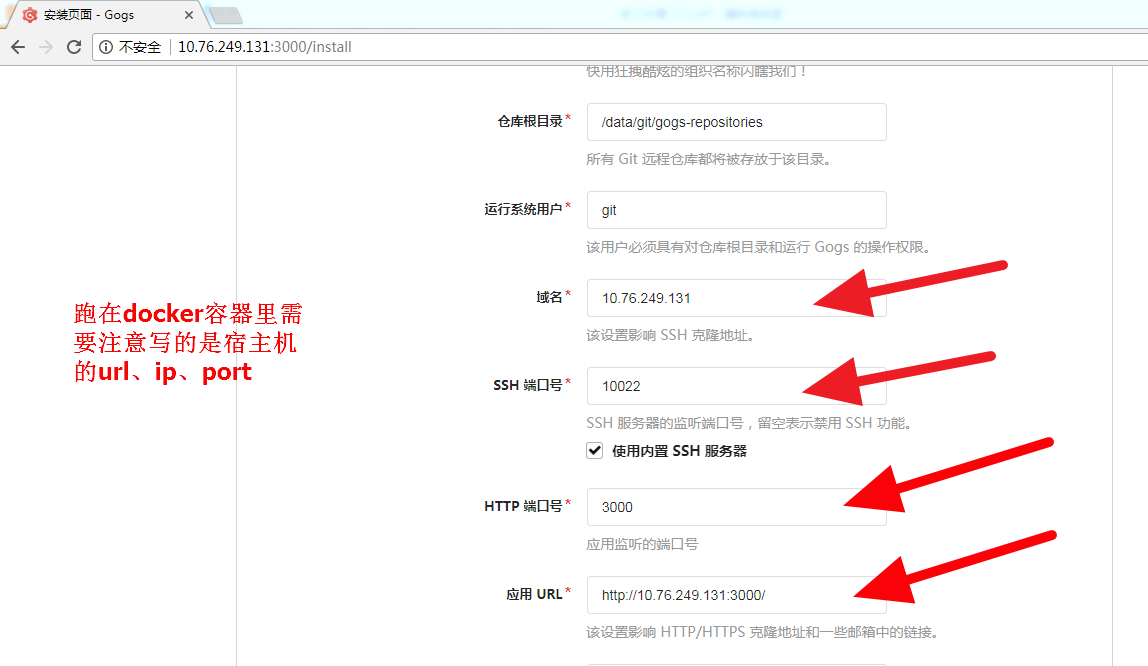 安装页面 - Gogs
不安全 10.76.249.131:3000/install
快用狂拽酷炫的组织名称闪瞎我们！
仓库根目录* /data/git/gogs-repositories
所有 Git 远程仓库都将被存放于该目录。
运行系统用户* git
该用户必须具有对仓库根目录和运行 Gogs 的操作权限。
域名* 10.76.249.131
该设置影响 SSH 克隆地址。
跑在docker容器里需
要注意写的是宿主机
的url、ip、port
SSH 端口号* 10022
SSH 服务器的监听端口号，留空表示禁用 SSH 功能。
使用内置 SSH 服务器
HTTP 端口号* 3000
应用监听的端口号
应用 URL* http://10.76.249.131:3000/
该设置影响 HTTP/HTTPS 克隆地址和一些邮箱中的链接。